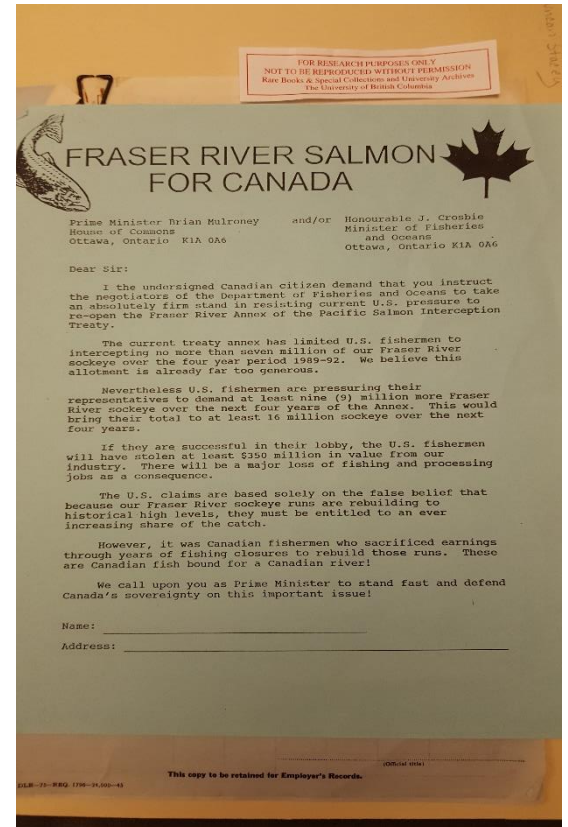 FOR RESEARCH PURPOSES ONLY
NOT TO BE REPRODUCED WITHOUT PERMISSION
Rare Books & Special Collections and University Archives
The University of British Columbia
FRASER RIVER SALMON
FOR CANADA
Prime Minister Brian Mulroney and/or Honourable J. Crosbie
House of Commons Minister of Fisheries
Ottawa, Ontario K1A 0A6 and Oceans
Ottawa, Ontario K1A 0A6
Dear Sir:
I the undersigned Canadian citizen demand that you instruct
the negotiators of the Department of Fisheries and Oceans to take
an absolutely firm stand in resisting current U.S. pressure to
re-open the Fraser River Annex of the Pacific Salmon Interception
Treaty.
The current treaty annex has limited U.S. fishermen to
intercepting no more than seven million of our Fraser River
sockeye over the four year period 1989-92. We believe this
allotment is already far too generous.
Nevertheless U.S. fishermen are pressuring their
representatives to demand at least nine (9) million more Fraser
River sockeye over the next four years of the Annex. This would
bring their total to at least 16 million sockeye over the next
four years.
If they are successful in their lobby, the U.S. fishermen
will have stolen at least $350 million in value from our
industry. There will be a major loss of fishing and processing
jobs as a consequence.
The U.S. claims are based solely on the false belief that
because our Fraser River sockeye runs are rebuilding to
historical high levels, they must be entitled to an ever
increasing share of the catch.
However, it was Canadian fishermen who sacrificed earnings
through years of fishing closures to rebuild those runs. These
are Canadian fish bound for a Canadian river!
We call upon you as Prime Minister to stand fast and defend
Canada's sovereignty on this important issue!
Name:
Address:
(Official title)
This copy to be retained for Employer's Records.